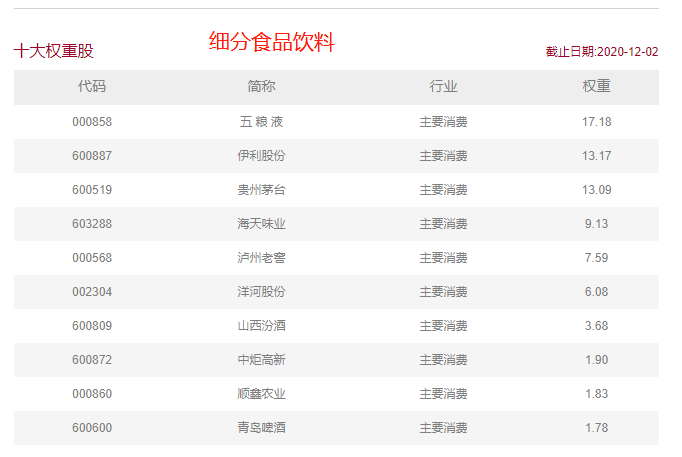 细分食品饮料
十大权重股 截止日期:2020-12-02
代码 简称 行业 权重
000858 五 粮 液 主要消费 17.18
600887 伊利股份 主要消费 13.17
600519 贵州茅台 主要消费 13.09
603288 海天味业 主要消费 9.13
000568 泸州老窖 主要消费 7.59
002304 洋河股份 主要消费 6.08
600809 山西汾酒 主要消费 3.68
600872 中炬高新 主要消费 1.90
000860 顺鑫农业 主要消费 1.83
600600 青岛啤酒 主要消费 1.78